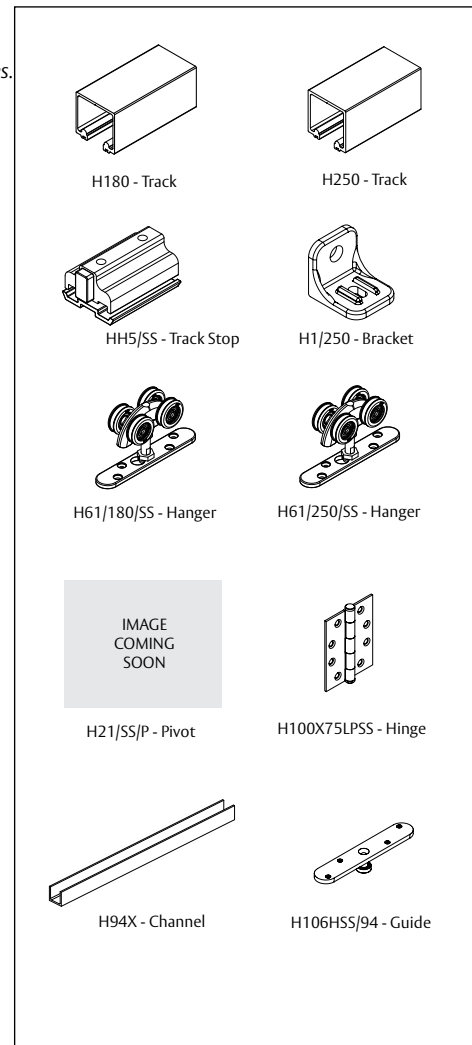 s.
H180 - Track
H250 - Track
HH5/SS - Track Stop
H1/250 - Bracket
H61/180/SS - Hanger
H61/250/SS - Hanger
IMAGE
COMING
SOON
H21/SS/P - Pivot
H100X75LPSS - Hinge
H94X - Channel
H106HSS/94 - Guide